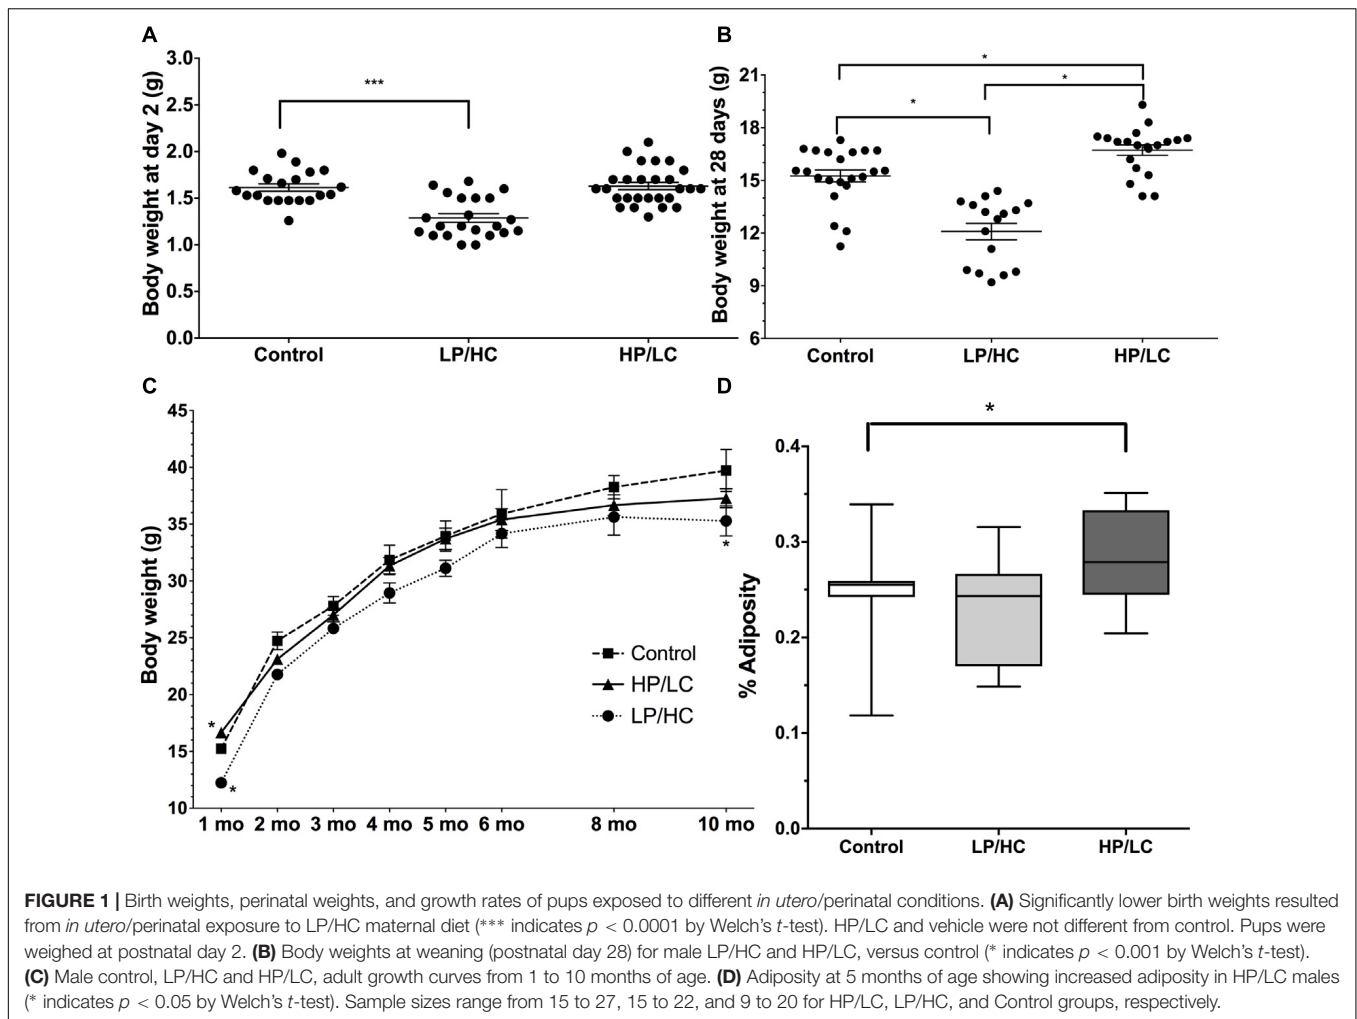 A
Body weight at day 2 (g)
3.0
2.5
2.0
1.5
1.0
0.5
0.0
***
Control LP/HC HP/LC
B
Body weight at 28 days (g)
21
18
15
12
9
6
*
*
*
Control LP/HC HP/LC
C
Body weight (g)
45
40
35
30
25
20
15
10
*
*
*
Control
HP/LC
LP/HC
1 mo 2 mo 3 mo 4 mo 5 mo 6 mo 8 mo 10 mo
D
% Adiposity
0.4
0.3
0.2
0.1
0.0
*
Control LP/HC HP/LC
FIGURE 1 | Birth weights, perinatal weights, and growth rates of pups exposed to different in utero/perinatal conditions. (A) Significantly lower birth weights resulted
from in utero/perinatal exposure to LP/HC maternal diet (*** indicates p < 0.0001 by Welch's t-test). HP/LC and vehicle were not different from control. Pups were
weighed at postnatal day 2. (B) Body weights at weaning (postnatal day 28) for male LP/HC and HP/LC, versus control (* indicates p < 0.001 by Welch's t-test).
(C) Male control, LP/HC and HP/LC, adult growth curves from 1 to 10 months of age. (D) Adiposity at 5 months of age showing increased adiposity in HP/LC males
(* indicates p < 0.05 by Welch's t-test). Sample sizes range from 15 to 27, 15 to 22, and 9 to 20 for HP/LC, LP/HC, and Control groups, respectively.